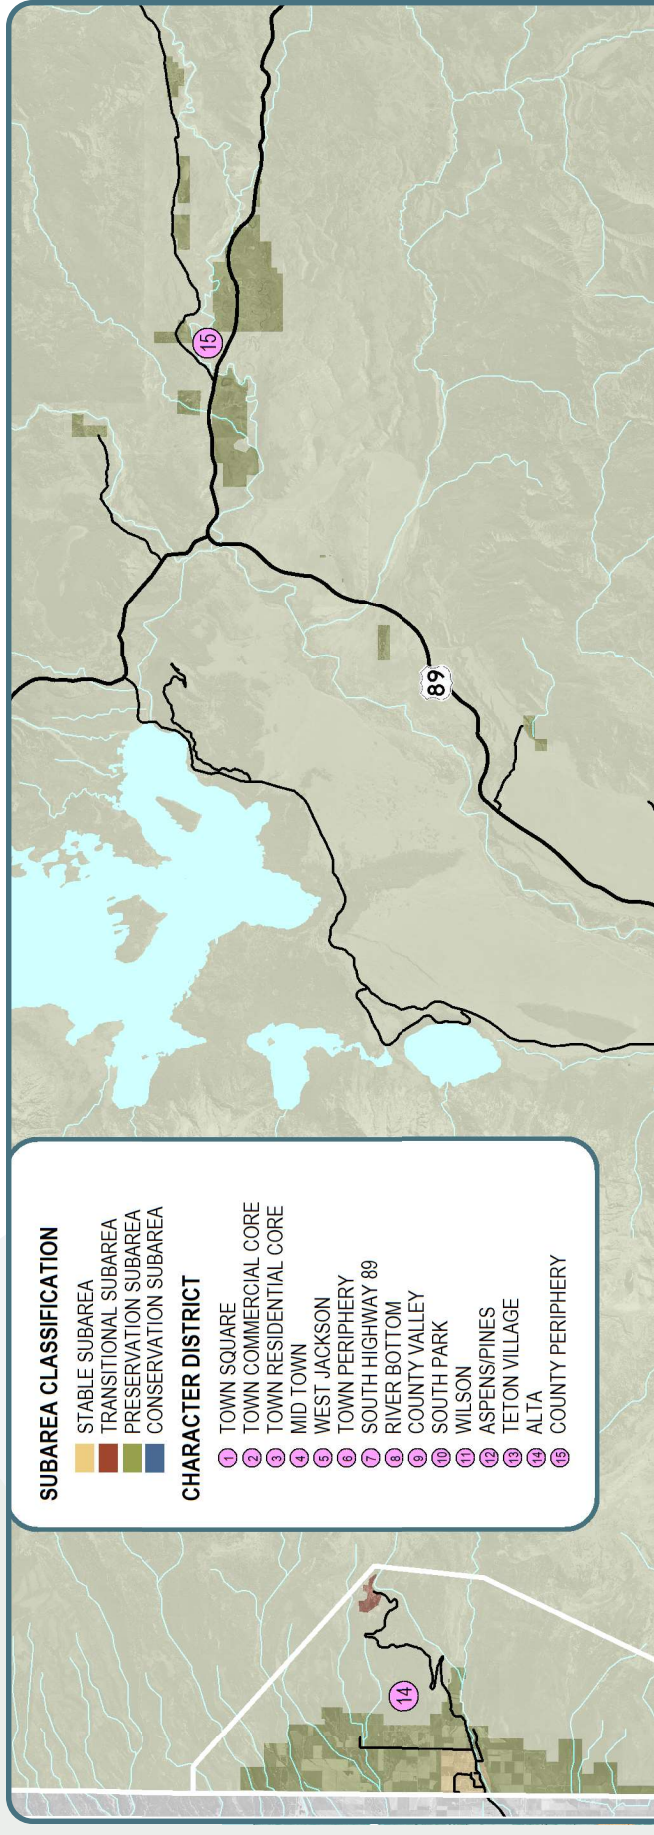 SUBAREA CLASSIFICATION
STABLE SUBAREA
TRANSITIONAL SUBAREA
PRESERVATION SUBAREA
CONSERVATION SUBAREA
CHARACTER DISTRICT
1 TOWN SQUARE
2 TOWN COMMERCIAL CORE
3 TOWN RESIDENTIAL CORE
4 MID TOWN
5 WEST JACKSON
6 TOWN PERIPHERY
7 SOUTH HIGHWAY 89
8 RIVER BOTTOM
9 COUNTY VALLEY
10 SOUTH PARK
11 WILSON
12 ASPENS/PINES
13 TETON VILLAGE
14 ALTA
15 COUNTY PERIPHERY
14
89
15